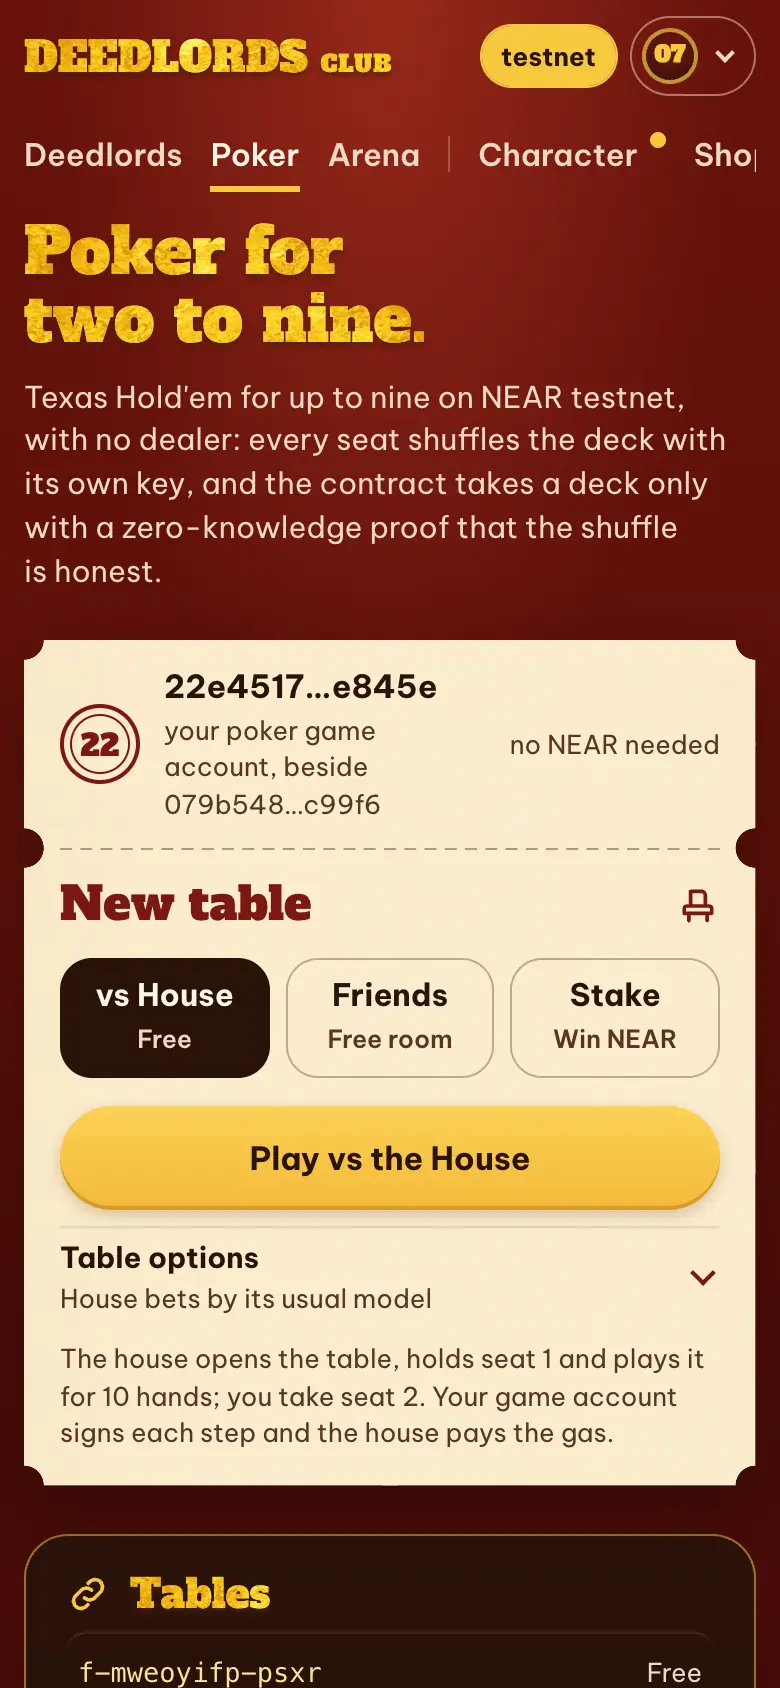 DEEDLORDS CLUB
testnet
07
Deedlords Poker Arena Character
Poker for
two to nine.
Texas Hold'em for up to nine on NEAR testnet,
with no dealer: every seat shuffles the deck with
its own key, and the contract takes a deck only
with a zero-knowledge proof that the shuffle
is honest.
22
22e4517...e845e
your poker game
account, beside
079b548...c99f6
no NEAR needed
New table
vs House
Free
Friends
Free room
Stake
Win NEAR
Play vs the House
Table options
House bets by its usual model
The house opens the table, holds seat 1 and plays it
for 10 hands; you take seat 2. Your game account
signs each step and the house pays the gas.
Tables
f-mweoyifp-psxr
Free